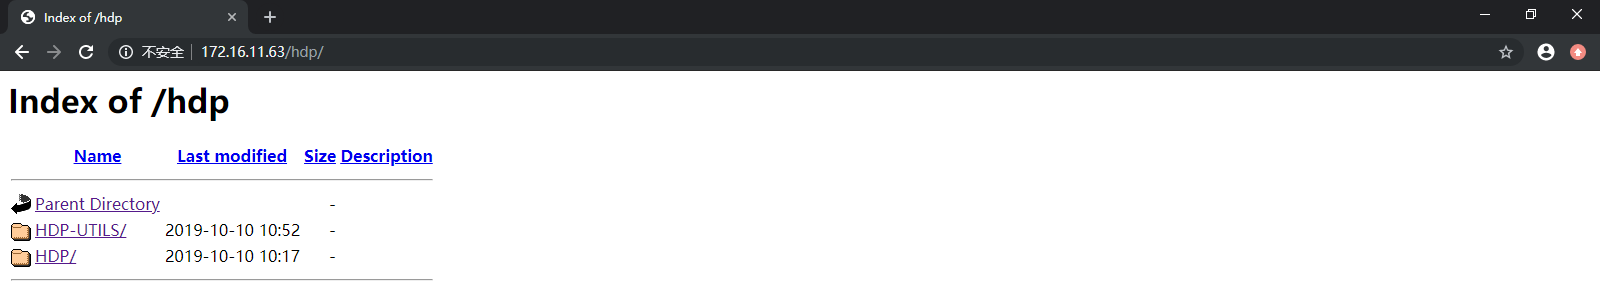 Index of /hdp
不安全 172.16.11.63/hdp/
Index of /hdp
Name Last modified Size Description
Parent Directory -
HDP-UTILS/ 2019-10-10 10:52 -
HDP/ 2019-10-10 10:17 -